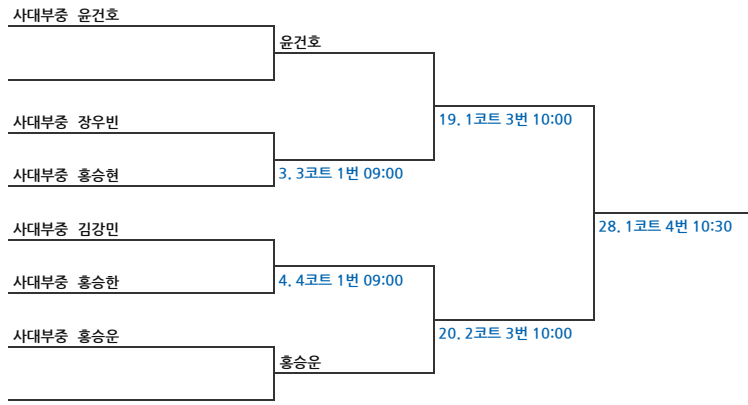 사대부중 윤건호
윤건호
사대부중 장우빈
19. 1코트 3번 10:00
사대부중 홍승현
3. 3코트 1번 09:00
사대부중 김강민
28. 1코트 4번 10:30
사대부중 홍승한
4. 4코트 1번 09:00
사대부중 홍승운
20. 2코트 3번 10:00
홍승운